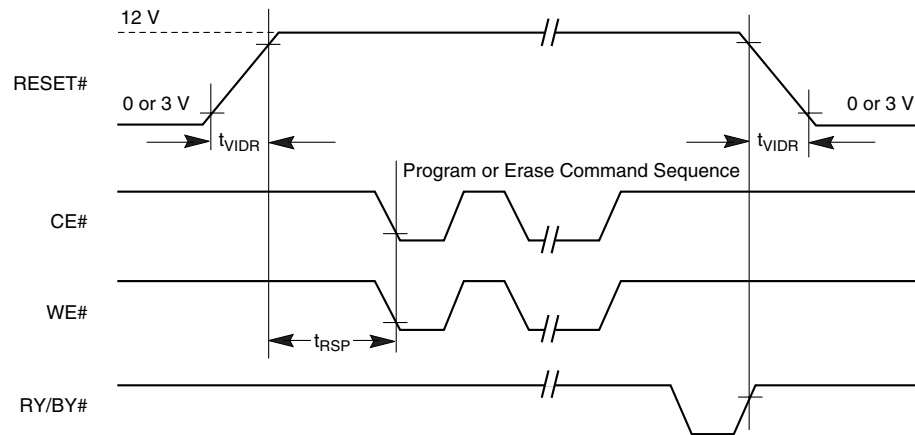 12 V
RESET#
0 or 3 V
0 or 3 V
tVIDR
tVIDR
Program or Erase Command Sequence
CE#
WE#
tRSP
RY/BY#